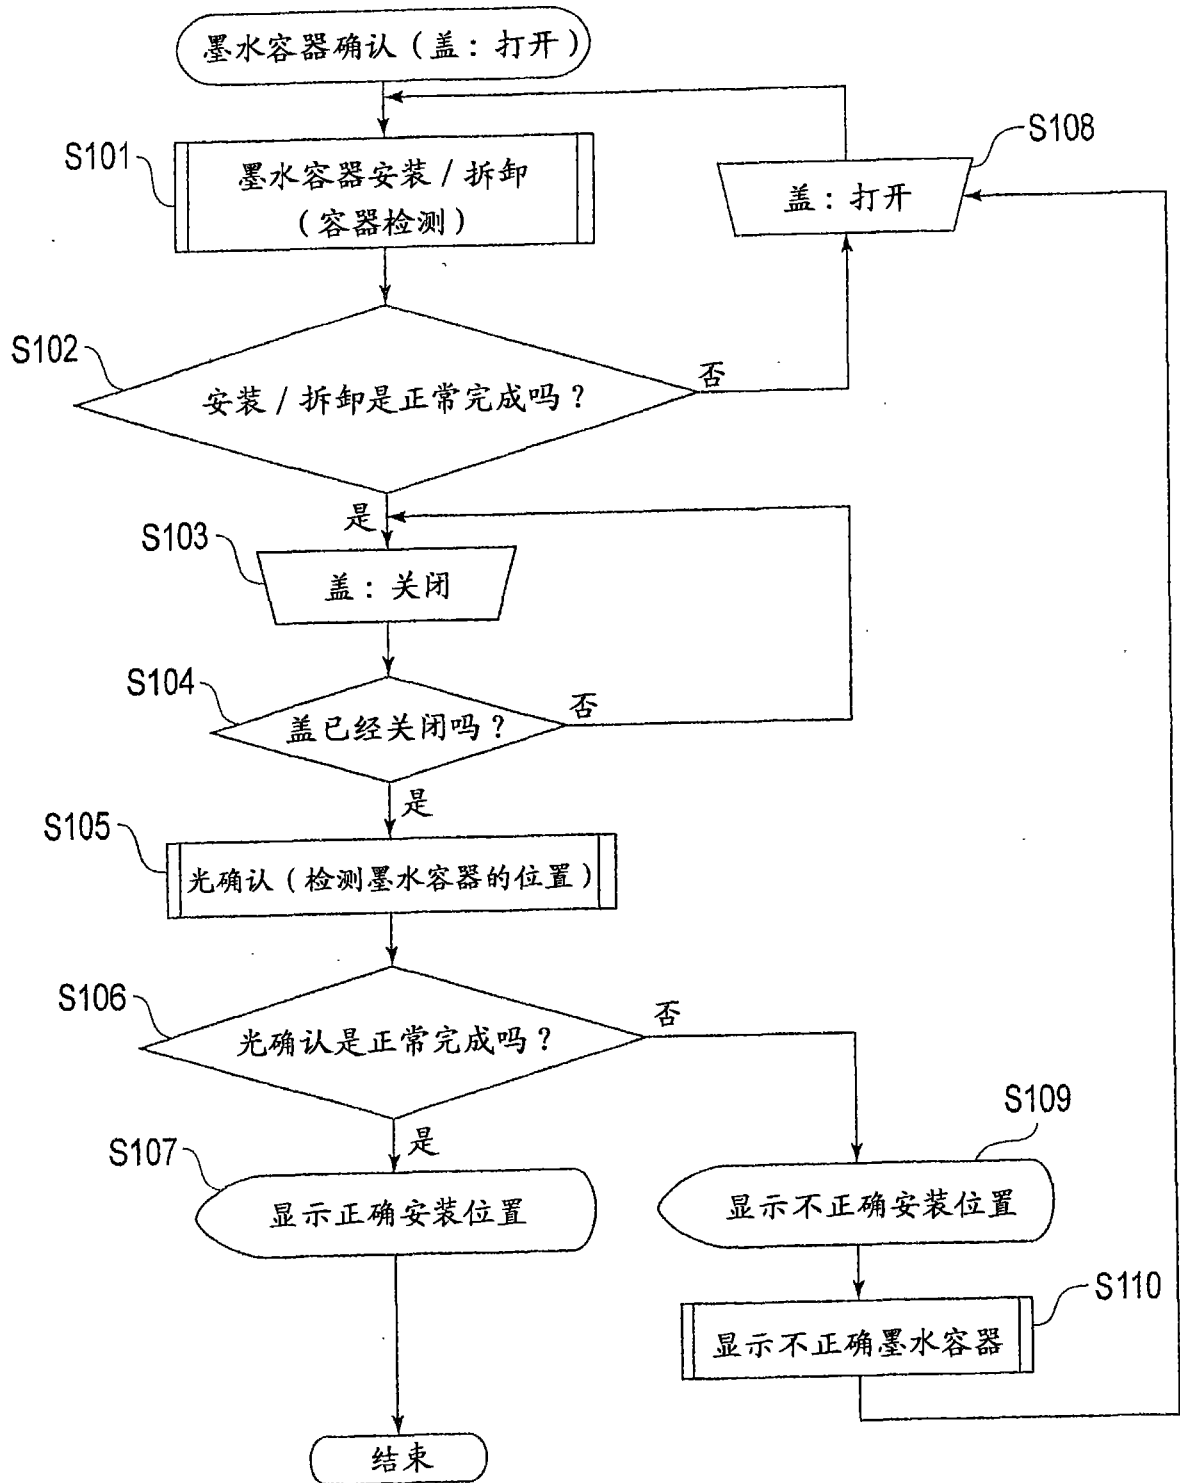 墨水容器确认(盖:打开)
S101
墨水容器安装/拆卸
(容器检测)
S108
盖:打开
S102
安装/拆卸是正常完成吗?
否
是
S103
盖:关闭
S104
盖已经关闭吗?
否
是
S105
光确认(检测墨水容器的位置)
S106
光确认是正常完成吗?
否
是
S107
显示正确安装位置
S109
显示不正确安装位置
S110
显示不正确墨水容器
结束